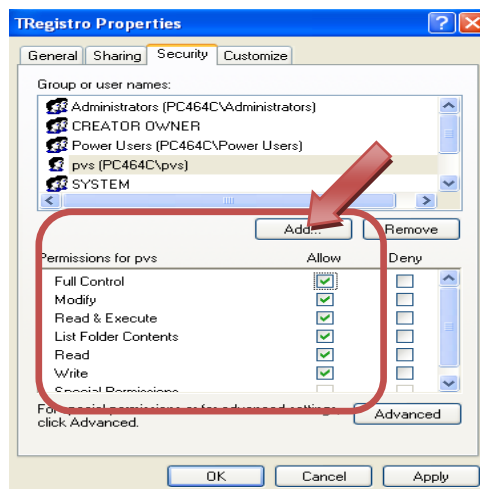 TRegistro Properties
General Sharing Security Customize
Group or user names:
Administrators (PC464C\Administrators)
CREATOR OWNER
Power Users (PC464C\Power Users)
pvs (PC464C\pvs)
SYSTEM
Add... Remove
Permissions for pvs Allow Deny
Full Control
Modify
Read & Execute
List Folder Contents
Read
Write
Special Permissions
For special permissions or for advanced settings, Advanced
click Advanced.
OK Cancel Apply